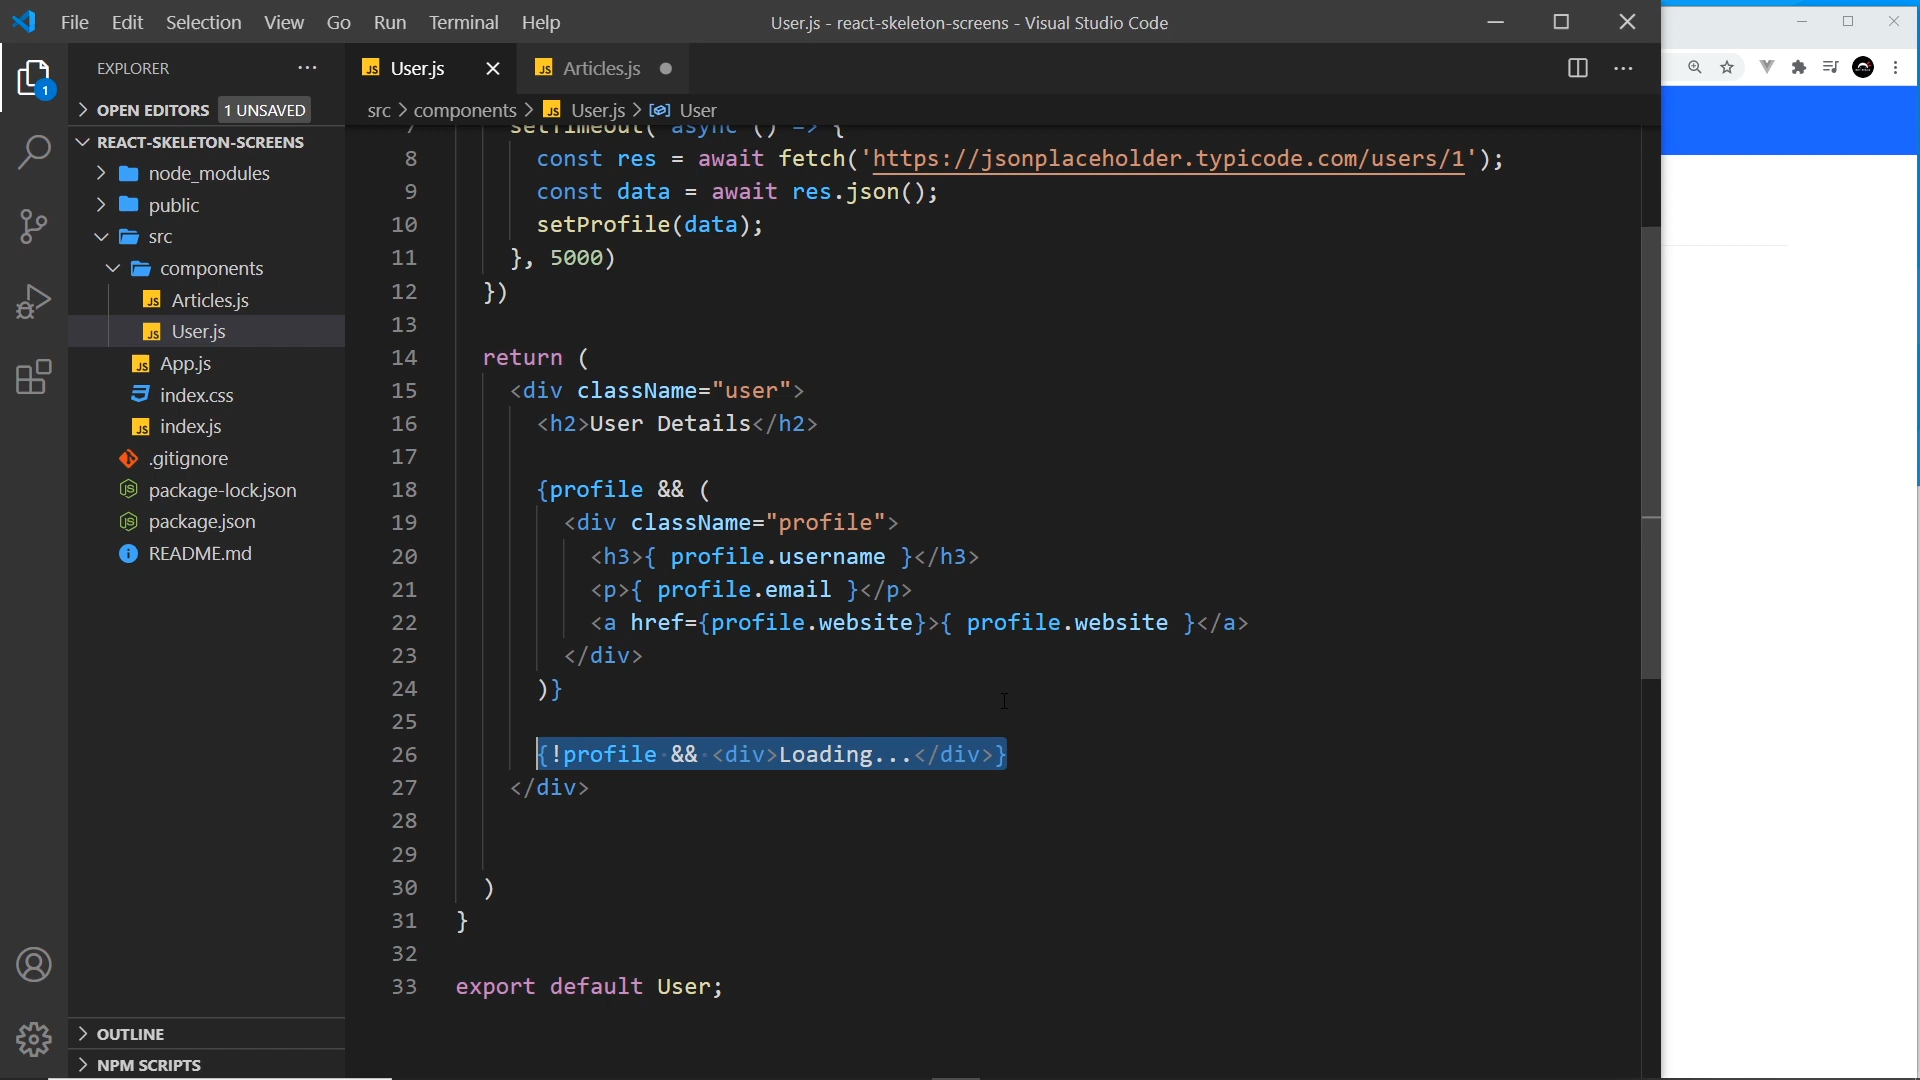 File Edit Selection View Go Run Terminal Help
User.js - react-skeleton-screens - Visual Studio Code
EXPLORER
JS User.js
JS Articles.js
1
OPEN EDITORS 1 UNSAVED
src > components > JS User.js > User
REACT-SKELETON-SCREENS
node_modules
public
src
components
JS Articles.js
JS User.js
JS App.js
index.css
JS index.js
.gitignore
package-lock.json
package.json
README.md
OUTLINE
NPM SCRIPTS
7 setTimeout( async () => {
8 const res = await fetch('https://jsonplaceholder.typicode.com/users/1');
9 const data = await res.json();
10 setProfile(data);
11 }, 5000)
12 })
13
14 return (
15 <div className="user">
16 <h2>User Details</h2>
17
18 {profile && (
19 <div className="profile">
20 <h3>{ profile.username }</h3>
21 <p>{ profile.email }</p>
22 <a href={profile.website}>{ profile.website }</a>
23 </div>
24 )}
25
26 {!profile && <div>Loading...</div>}
27 </div>
28
29
30 )
31 }
32
33 export default User;